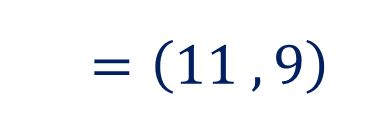 = (11 , 9)